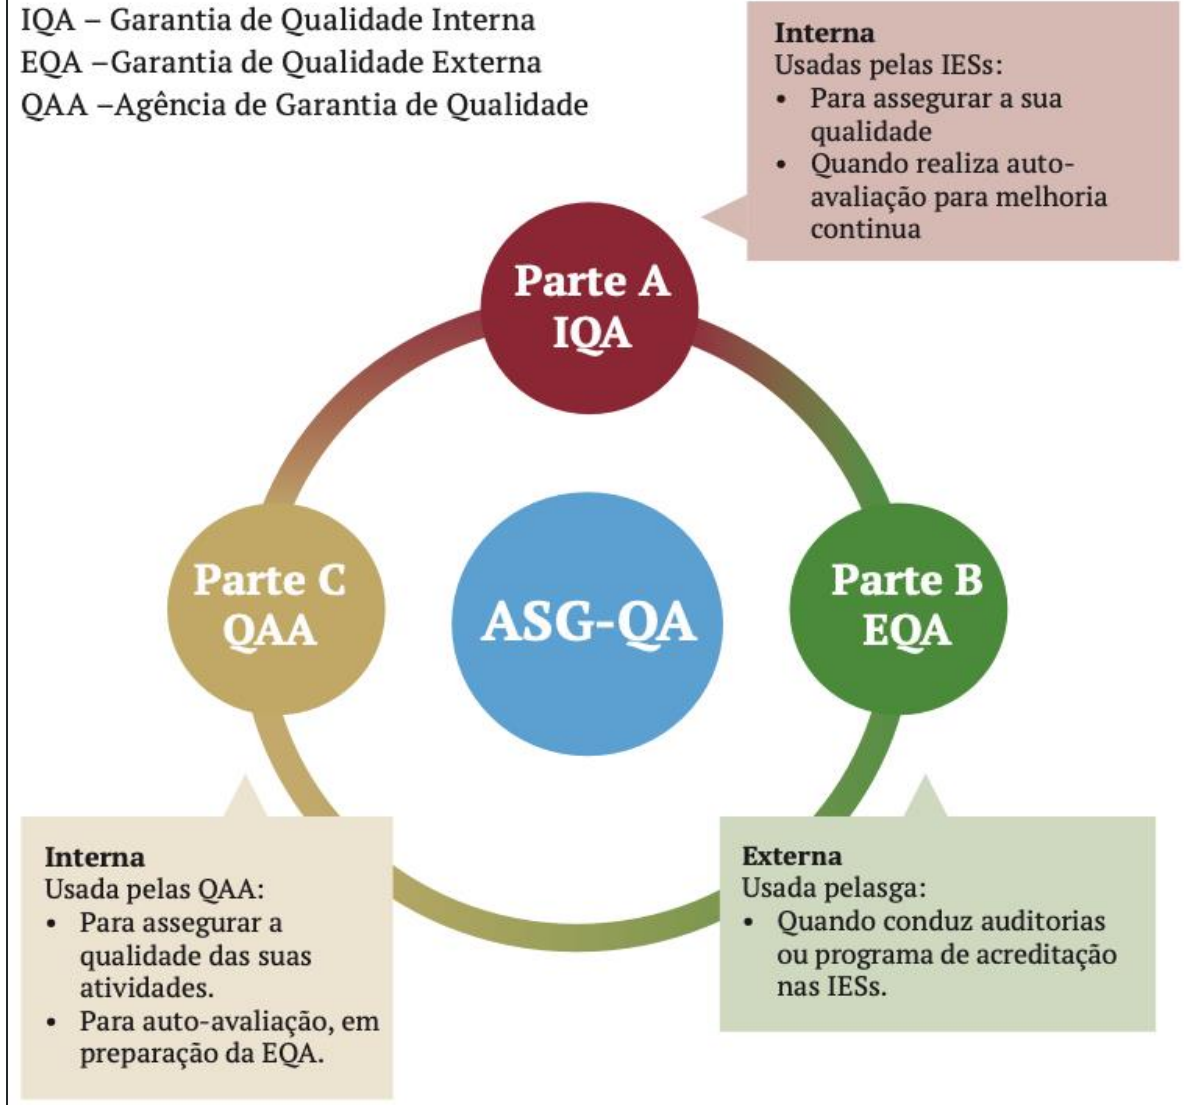 IQA – Garantia de Qualidade Interna
EQA –Garantia de Qualidade Externa
QAA –Agência de Garantia de Qualidade
Interna
Usadas pelas IESs:
• Para assegurar a sua
qualidade
• Quando realiza auto-
avaliação para melhoria
continua
Parte A
IQA
Parte C
QAA
ASG-QA
Parte B
EQA
Interna
Usada pelas QAA:
• Para assegurar a
qualidade das suas
atividades.
• Para auto-avaliação, em
preparação da EQA.
Externa
Usada pelasga:
• Quando conduz auditorias
ou programa de acreditação
nas IESs.